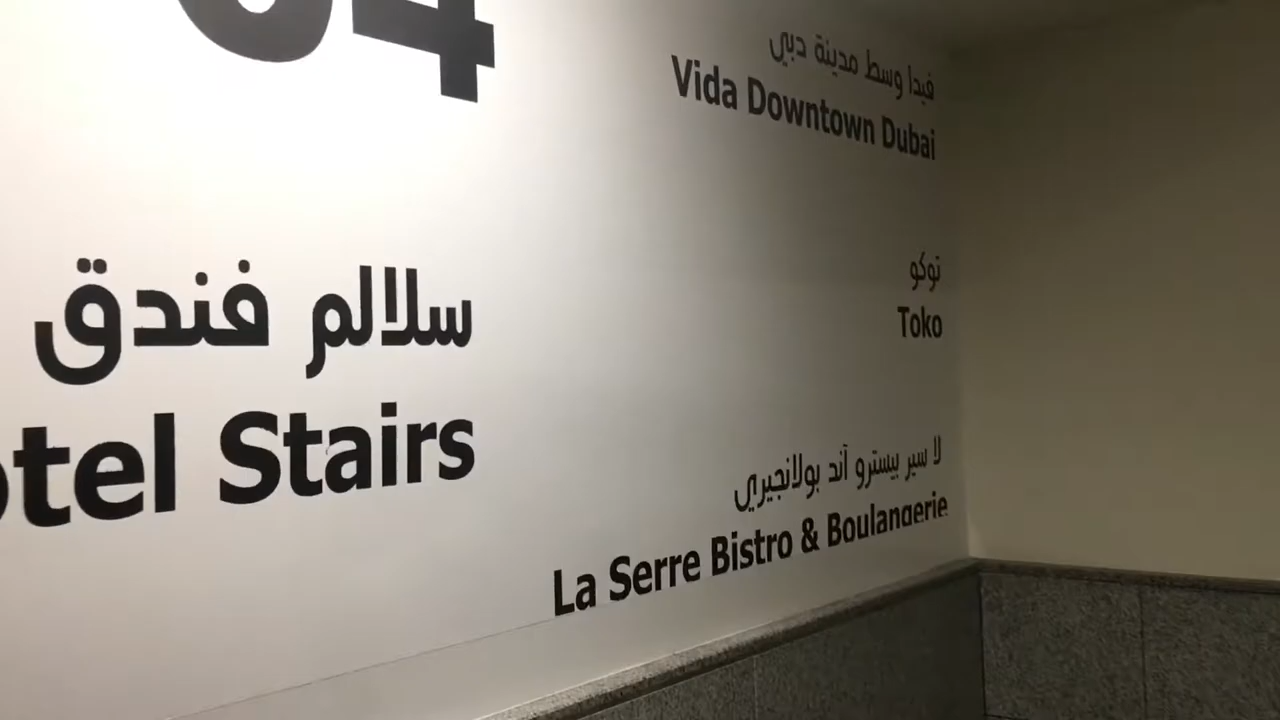 سلالم فندق
otel Stairs
فيدا وسط مدينة دبي
Vida Downtown Dubai
توكو
Toko
لا سير بيسترو آند بولانجيري
La Serre Bistro & Boulangerie